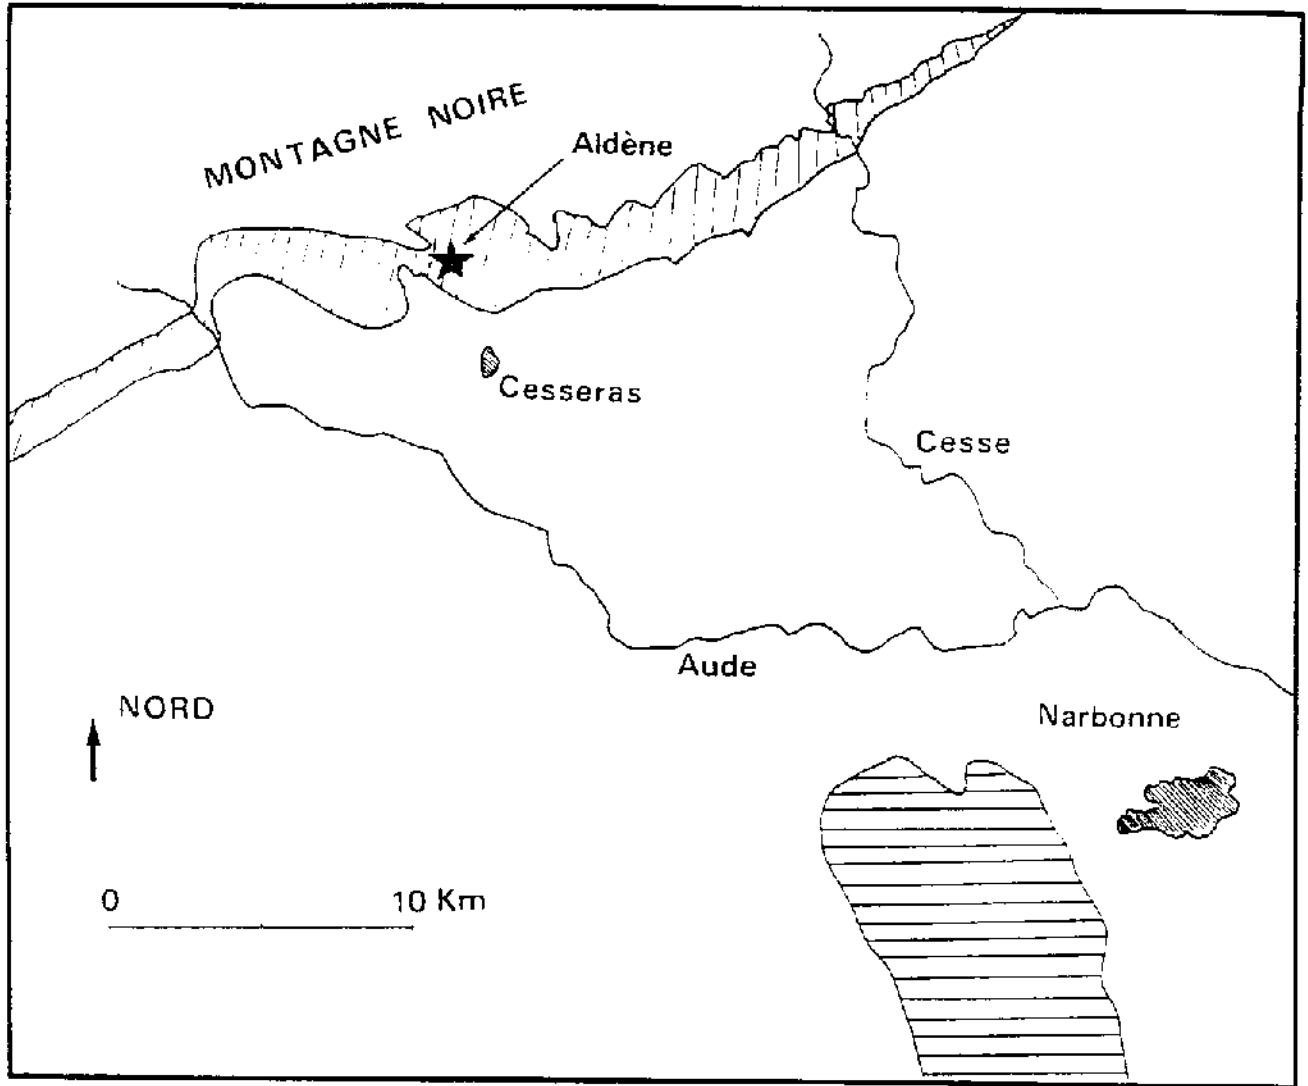 MONTAGNE NOIRE
Aldène
Cesseras
Cesse
Aude
NORD
Narbonne
0 10 Km